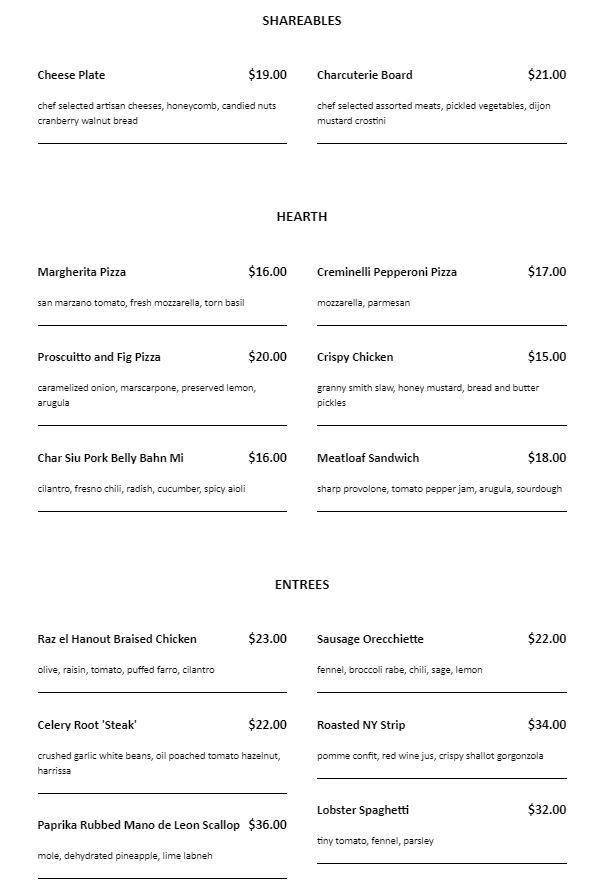 SHAREABLES
Cheese Plate $19.00
chef selected artisan cheeses, honeycomb, candied nuts
cranberry walnut bread
Charcuterie Board $21.00
chef selected assorted meats, pickled vegetables, dijon
mustard crostini
HEARTH
Margherita Pizza $16.00
san marzano tomato, fresh mozzarella, torn basil
Creminelli Pepperoni Pizza $17.00
mozzarella, parmesan
Proscuitto and Fig Pizza $20.00
caramelized onion, marscarpone, preserved lemon,
arugula
Crispy Chicken $15.00
granny smith slaw, honey mustard, bread and butter
pickles
Char Siu Pork Belly Bahn Mi $16.00
cilantro, fresno chili, radish, cucumber, spicy aioli
Meatloaf Sandwich $18.00
sharp provolone, tomato pepper jam, arugula, sourdough
ENTREES
Raz el Hanout Braised Chicken $23.00
olive, raisin, tomato, puffed farro, cilantro
Sausage Orecchiette $22.00
fennel, broccoli rabe, chili, sage, lemon
Celery Root 'Steak' $22.00
crushed garlic white beans, oil poached tomato hazelnut,
harrissa
Roasted NY Strip $34.00
pomme confit, red wine jus, crispy shallot gorgonzola
Paprika Rubbed Mano de Leon Scallop $36.00
mole, dehydrated pineapple, lime labneh
Lobster Spaghetti $32.00
tiny tomato, fennel, parsley